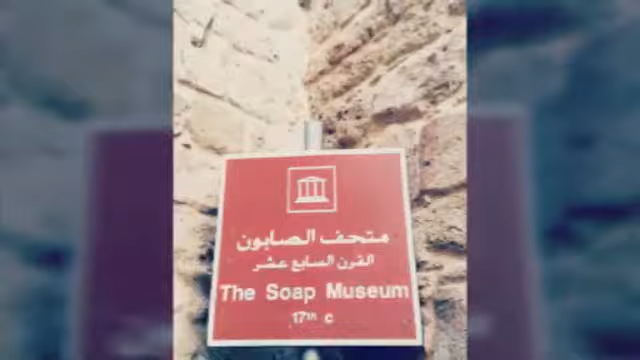 متحف الصابون
القرن السابع عشر
The Soap Museum
17th c